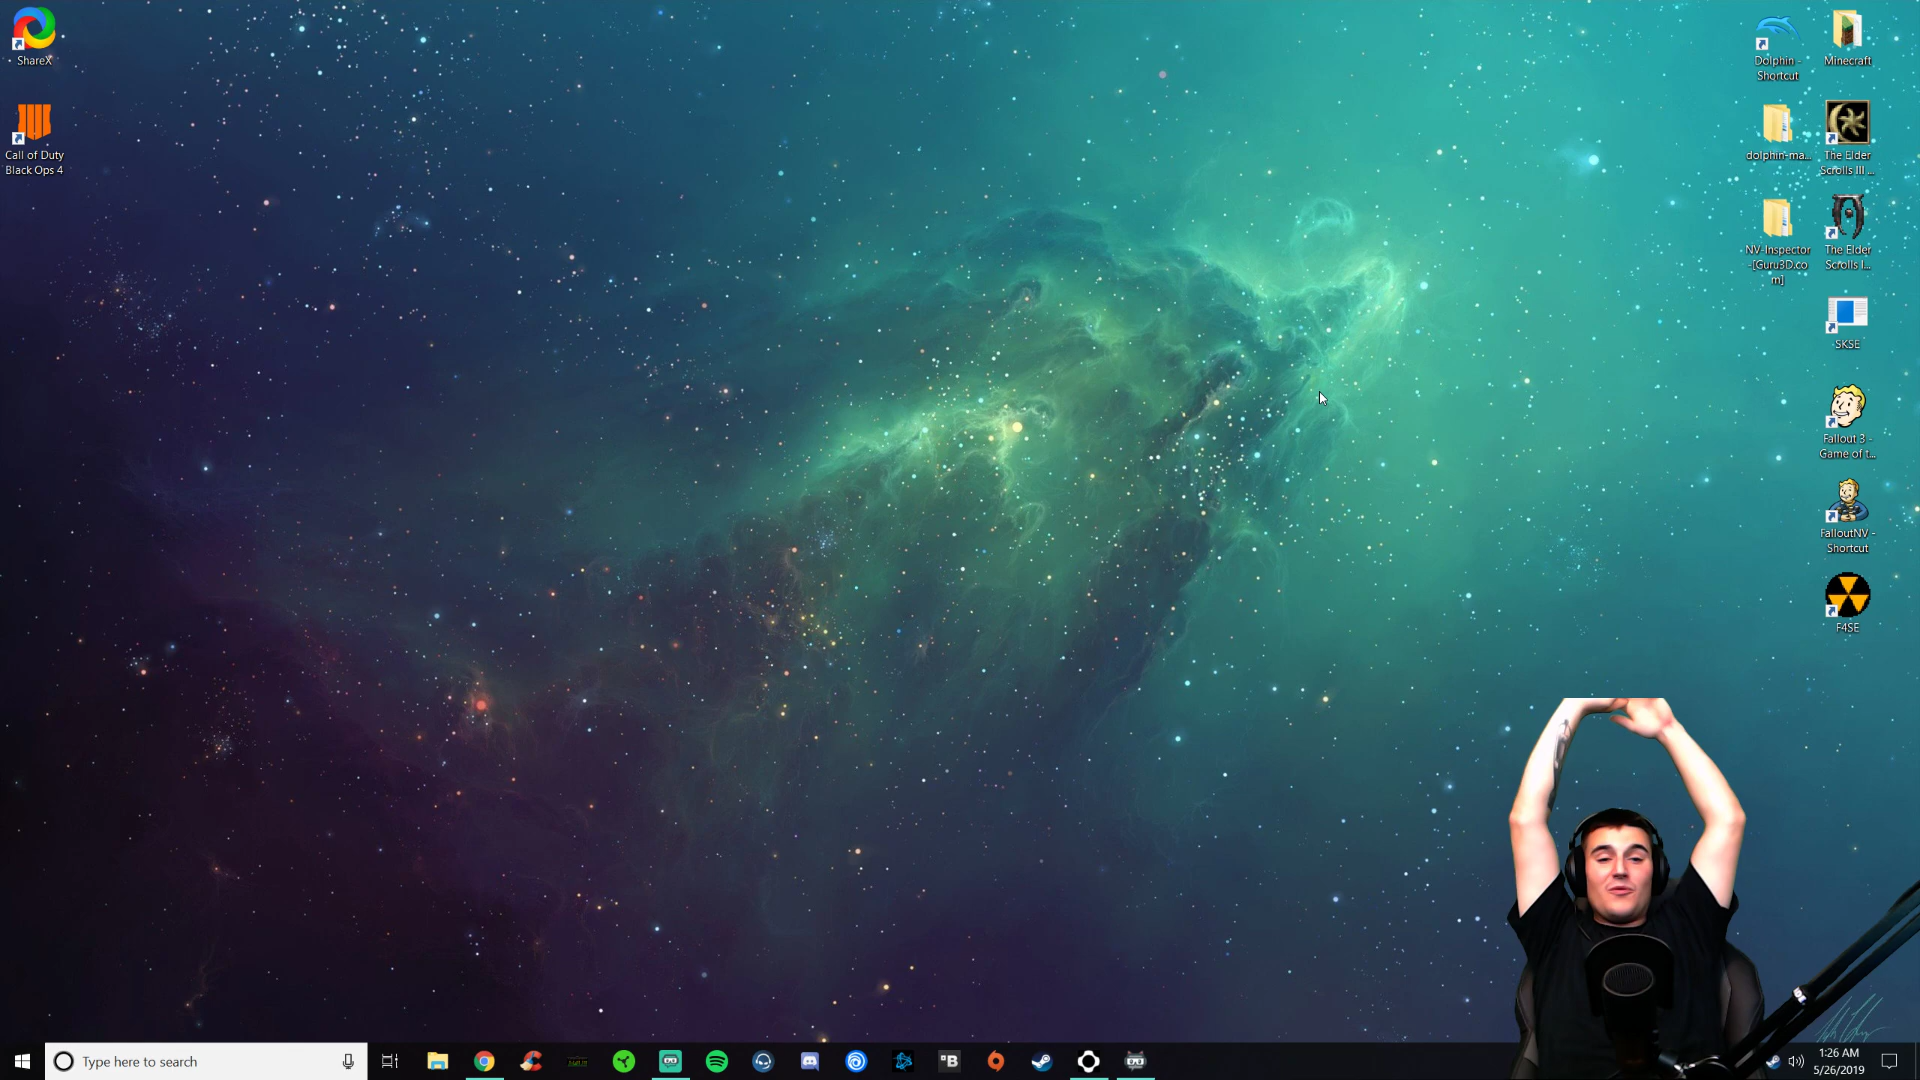 ShareX
Call of Duty
Black Ops 4
Dolphin -
Shortcut
Minecraft
dolphin-ma...
The Elder
Scrolls III ...
NV-Inspector
-[Guru3D.co
m]
The Elder
Scrolls I...
SKSE
Fallout 3 -
Game of t...
FalloutNV -
Shortcut
F4SE
Type here to search
B
1:26 AM
5/26/2019